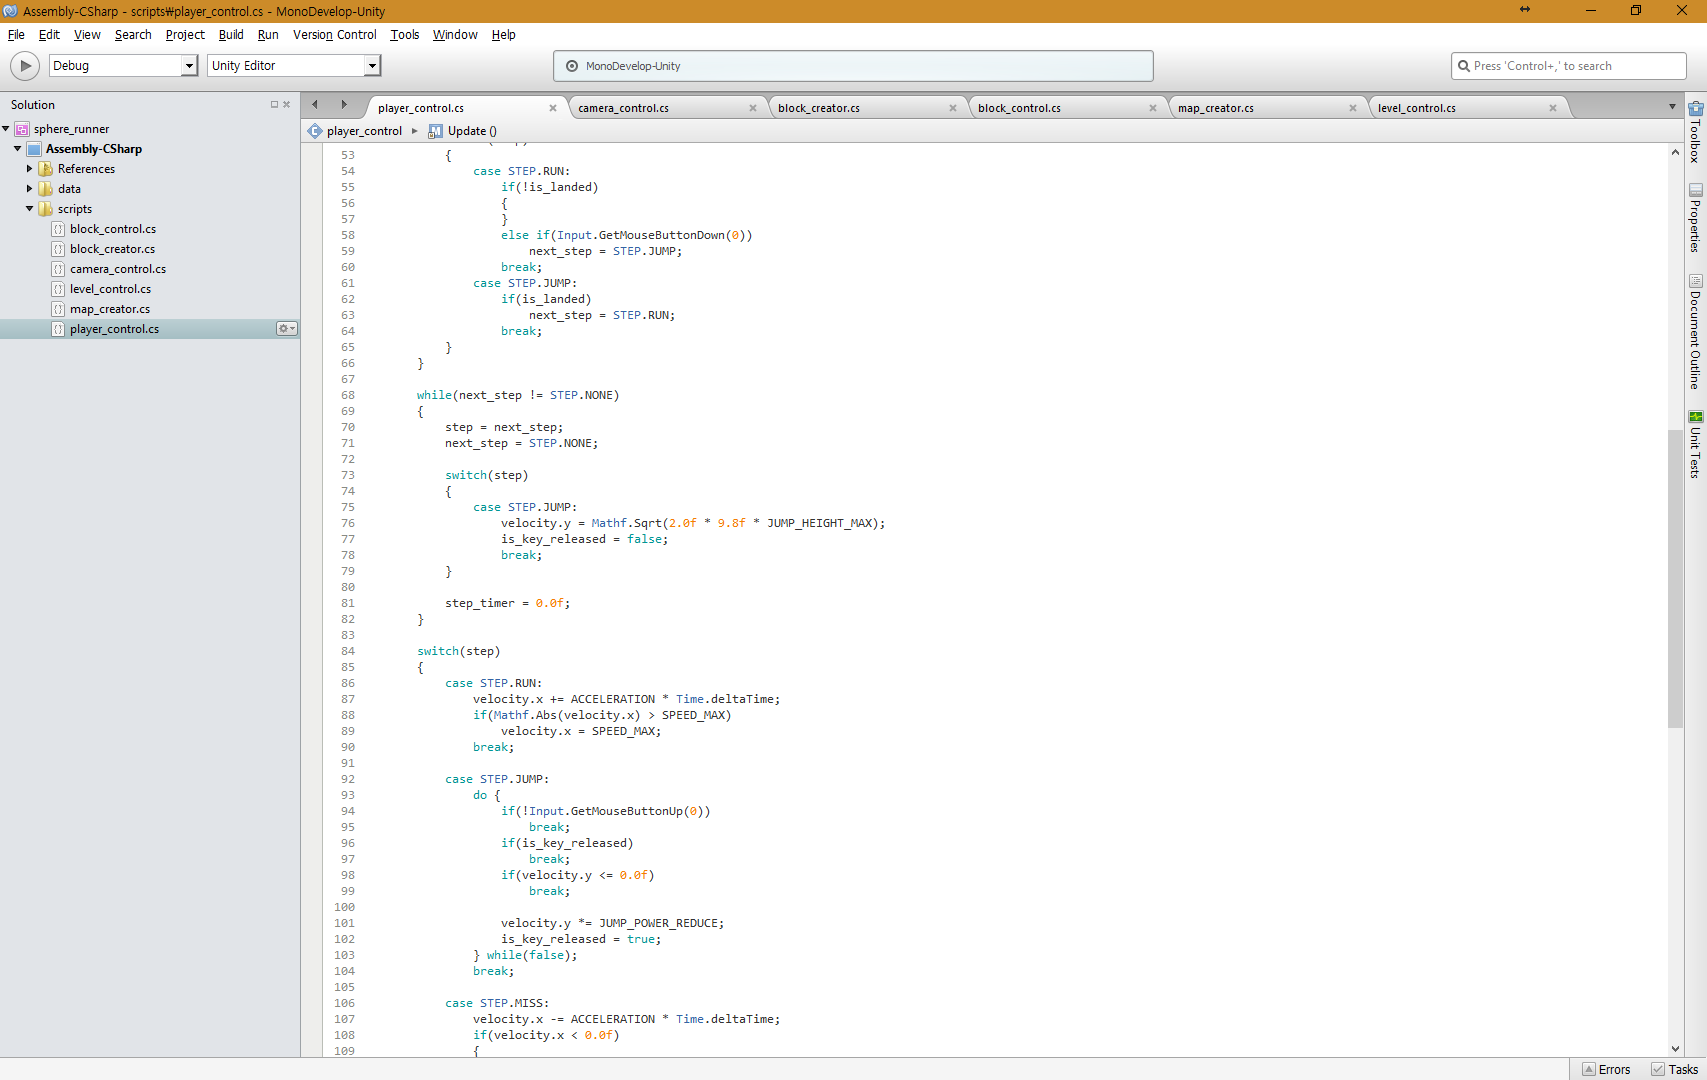 Assembly-CSharp - scripts₩player_control.cs - MonoDevelop-Unity
File Edit View Search Project Build Run Version Control Tools Window Help
Debug Unity Editor MonoDevelop-Unity Press 'Control+,' to search
Solution
sphere_runner
Assembly-CSharp
References
data
scripts
block_control.cs
block_creator.cs
camera_control.cs
level_control.cs
map_creator.cs
player_control.cs
player_control.cs camera_control.cs block_creator.cs block_control.cs map_creator.cs level_control.cs
player_control Update ()
53 {
54 case STEP.RUN:
55 if(!is_landed)
56 {
57 }
58 else if(Input.GetMouseButtonDown(0))
59 next_step = STEP.JUMP;
60 break;
61 case STEP.JUMP:
62 if(is_landed)
63 next_step = STEP.RUN;
64 break;
65 }
66 }
67
68 while(next_step != STEP.NONE)
69 {
70 step = next_step;
71 next_step = STEP.NONE;
72
73 switch(step)
74 {
75 case STEP.JUMP:
76 velocity.y = Mathf.Sqrt(2.0f * 9.8f * JUMP_HEIGHT_MAX);
77 is_key_released = false;
78 break;
79 }
80
81 step_timer = 0.0f;
82 }
83
84 switch(step)
85 {
86 case STEP.RUN:
87 velocity.x += ACCELERATION * Time.deltaTime;
88 if(Mathf.Abs(velocity.x) > SPEED_MAX)
89 velocity.x = SPEED_MAX;
90 break;
91
92 case STEP.JUMP:
93 do {
94 if(!Input.GetMouseButtonUp(0))
95 break;
96 if(is_key_released)
97 break;
98 if(velocity.y <= 0.0f)
99 break;
100
101 velocity.y *= JUMP_POWER_REDUCE;
102 is_key_released = true;
103 } while(false);
104 break;
105
106 case STEP.MISS:
107 velocity.x -= ACCELERATION * Time.deltaTime;
108 if(velocity.x < 0.0f)
109 {
Toolbox
Properties
Document Outline
Unit Tests
Errors Tasks